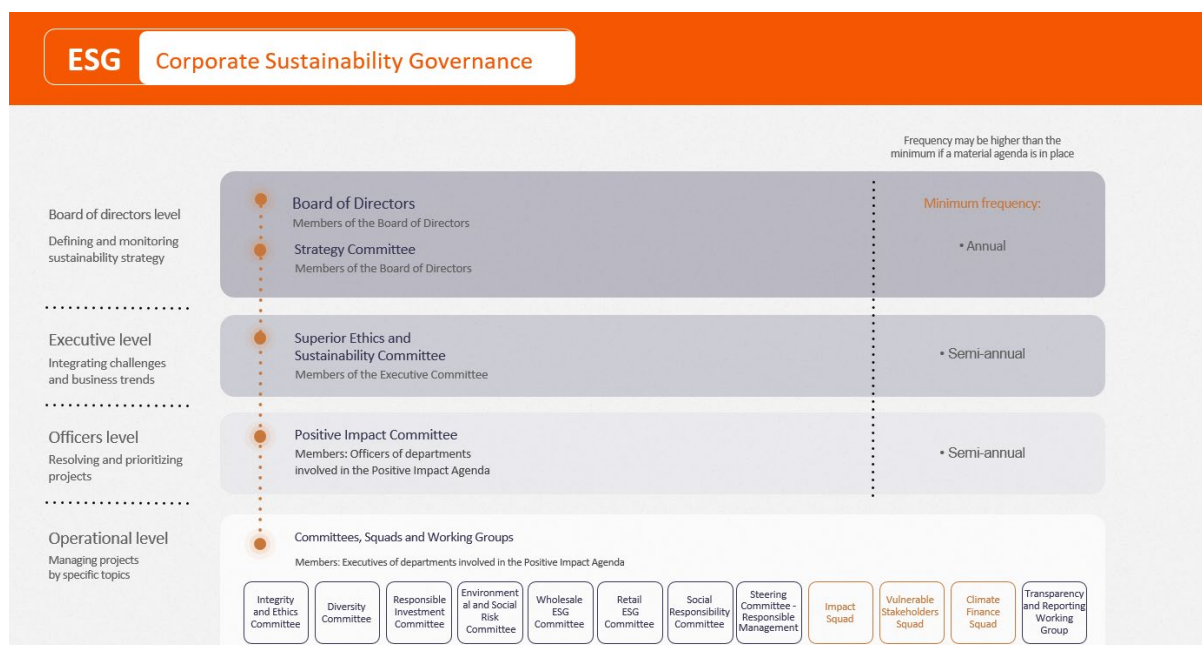 ESG
Corporate Sustainability Governance
Frequency may be higher than the
minimum if a material agenda is in place
Board of directors level
Defining and monitoring
sustainability strategy
Board of Directors
Members of the Board of Directors
Strategy Committee
Members of the Board of Directors
Minimum frequency:
• Annual
Executive level
Integrating challenges
and business trends
Superior Ethics and
Sustainability Committee
Members of the Executive Committee
• Semi-annual
Officers level
Resolving and prioritizing
projects
Positive Impact Committee
Members: Officers of departments
involved in the Positive Impact Agenda
• Semi-annual
Operational level
Managing projects
by specific topics
Committees, Squads and Working Groups
Members: Executives of departments involved in the Positive Impact Agenda
Integrity
and Ethics
Committee
Diversity
Committee
Responsible
Investment
Committee
Environment
al and Social
Risk
Committee
Wholesale
ESG
Committee
Retail
ESG
Committee
Social
Responsibility
Committee
Steering
Committee -
Responsible
Management
Impact
Squad
Vulnerable
Stakeholders
Squad
Climate
Finance
Squad
Transparency
and Reporting
Working
Group